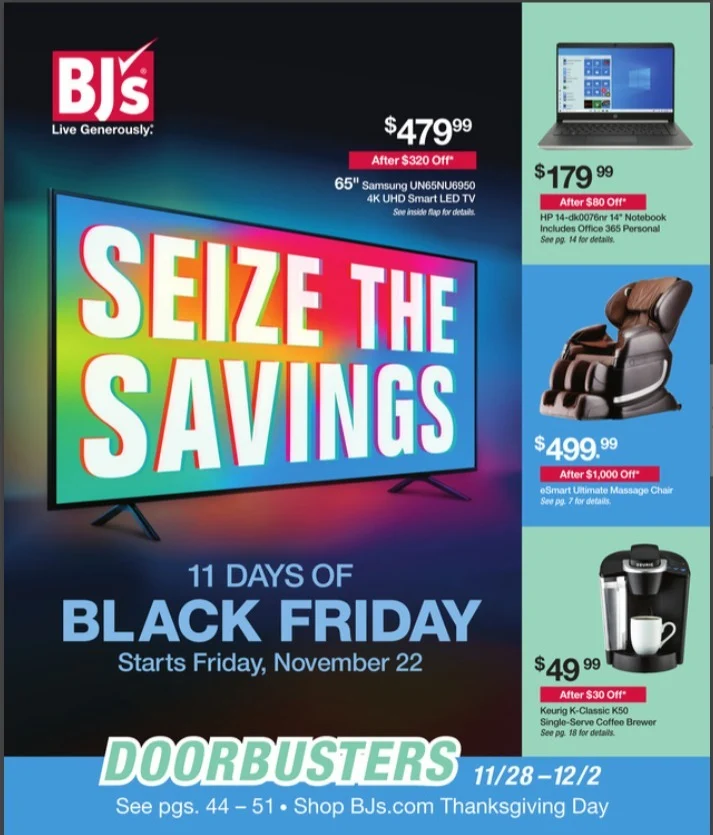 BJ's®
Live Generously.®
$479.99
After $320 Off*
65" Samsung UN65NU6950
4K UHD Smart LED TV
See inside flap for details.
SEIZE THE
SAVINGS
11 DAYS OF
BLACK FRIDAY
Starts Friday, November 22
$179.99
After $80 Off*
HP 14-dk0076nr 14" Notebook
Includes Office 365 Personal
See pg. 14 for details.
$499.99
After $1,000 Off*
eSmart Ultimate Massage Chair
See pg. 7 for details.
KEURIG
$49.99
After $30 Off*
Keurig K-Classic K50
Single-Serve Coffee Brewer
See pg. 18 for details.
DOORBUSTERS 11/28 – 12/2
See pgs. 44 – 51 • Shop BJs.com Thanksgiving Day